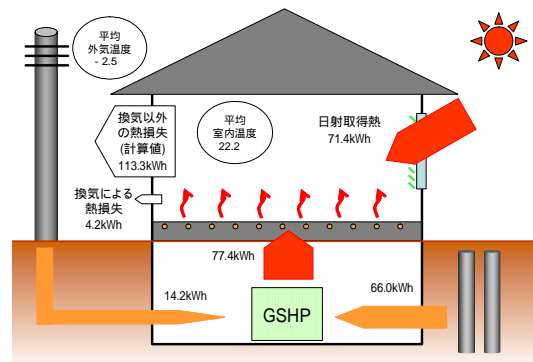 平均
外気温度
- 2.5
換気以外
の熱損失
(計算値)
113.3kWh
平均
室内温度
22.2
日射取得熱
71.4kWh
換気による
熱損失
4.2kWh
77.4kWh
14.2kWh
66.0kWh
GSHP